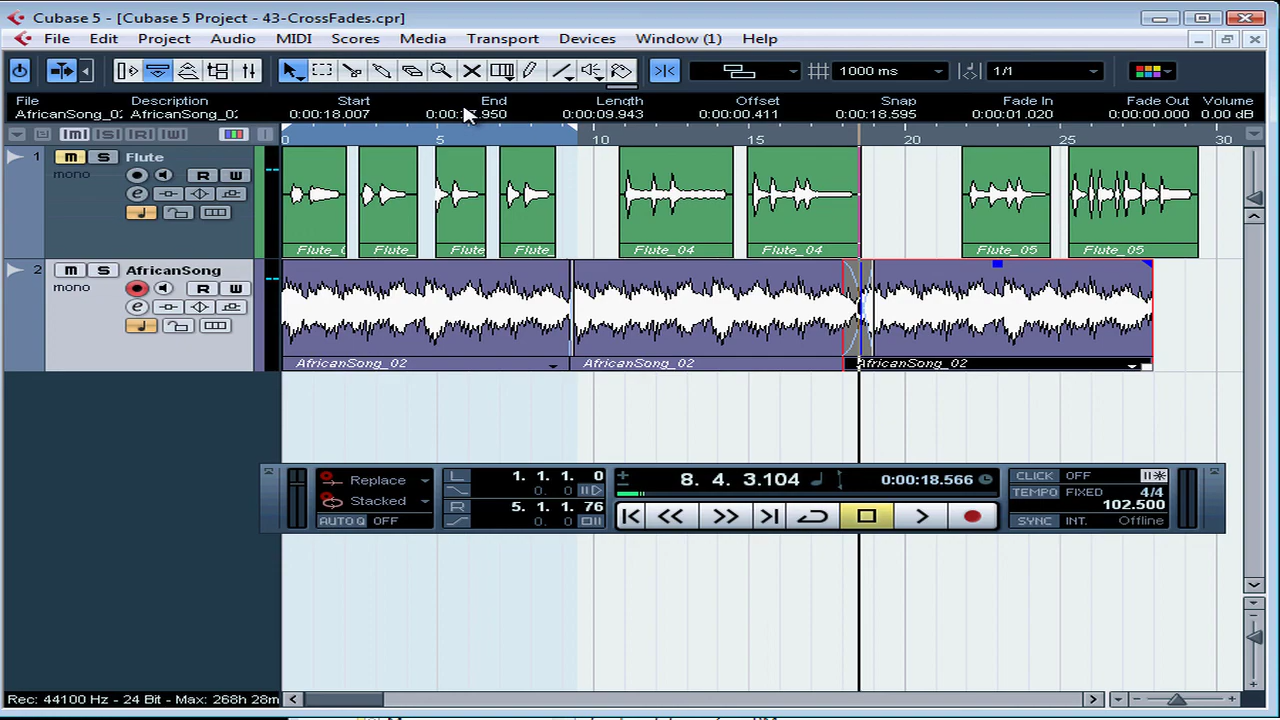 Cubase 5 - [Cubase 5 Project - 43-CrossFades.cpr]
File Edit Project Audio MIDI Scores Media Transport Devices Window (1) Help
1000 ms 1/1
File Description Start End Length Offset Snap Fade In Fade Out Volume
AfricanSong_0 AfricanSong_02 0:00:18.007 .950 0:00:09.943 0:00:00.411 0:00:18.595 0:00:01.020 0:00:00.000 0.00 dB
0 5 10 15 20 25 30
1 m S Flute
mono R W
Flute_0 Flute Flute Flute Flute_04 Flute_04 Flute_05 Flute_05
2 m S AfricanSong
mono R W
AfricanSong_02 AfricanSong_02 AfricanSong_02
Replace L 1. 1. 1. 0 8. 4. 3.104 0:00:18.566 CLICK OFF
0. 0 TEMPO FIXED 4/4
Stacked R 5. 1. 1. 76 102.500
AUTO Q OFF 0. 0 SYNC INT. Offline
Rec: 44100 Hz - 24 Bit - Max: 268h 28m